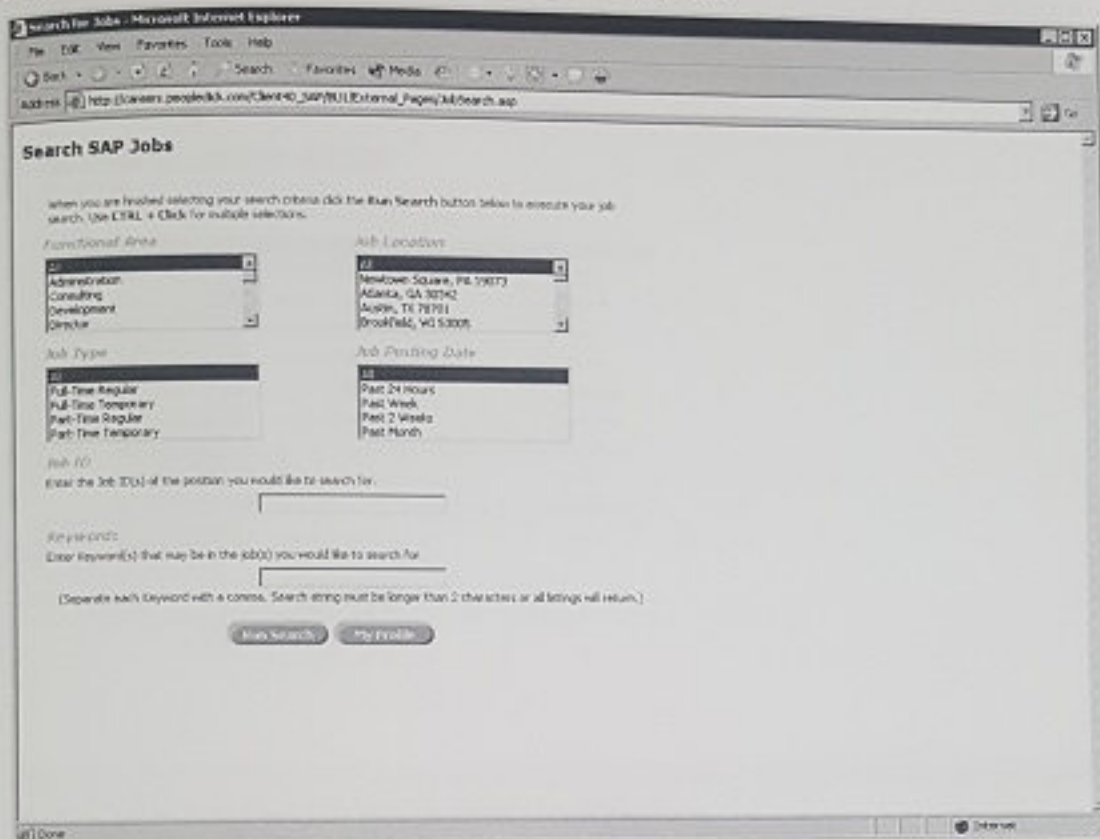 Search for Jobs - Microsoft Internet Explorer
File Edit View Favorites Tools Help
Back Search Favorites Media
Address http://careers.peopleclick.com/Client40_SAP/BU1/External_Pages/JobSearch.asp Go
Search SAP Jobs
When you are finished selecting your search criteria click the Run Search button below to execute your job
search. Use CTRL + Click for multiple selections.
Functional Area Job Location
All All
Administration Newtown Square, PA 19073
Consulting Atlanta, GA 30342
Development Austin, TX 78701
Director Brookfield, WI 53005
Job Type Job Posting Date
All All
Full-Time Regular Past 24 Hours
Full-Time Temporary Past Week
Part-Time Regular Past 2 Weeks
Part-Time Temporary Past Month
Job ID
Enter the Job ID(s) of the position you would like to search for.
Keywords
Enter Keyword(s) that may be in the job(s) you would like to search for
(Separate each Keyword with a comma. Search string must be longer than 2 characters or all listings will return.)
Run Search My Profile
Done Internet